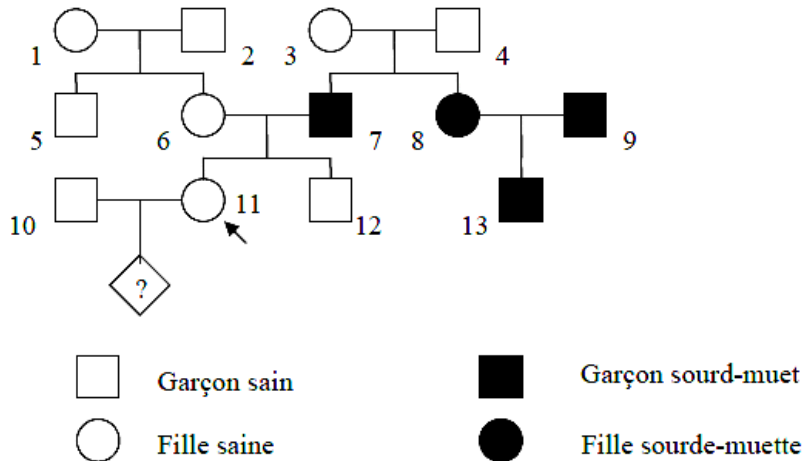 1 2 3 4
5 6 7 8 9
10 11 12 13
?
Garçon sain Garçon sourd-muet
Fille saine Fille sourde-muette